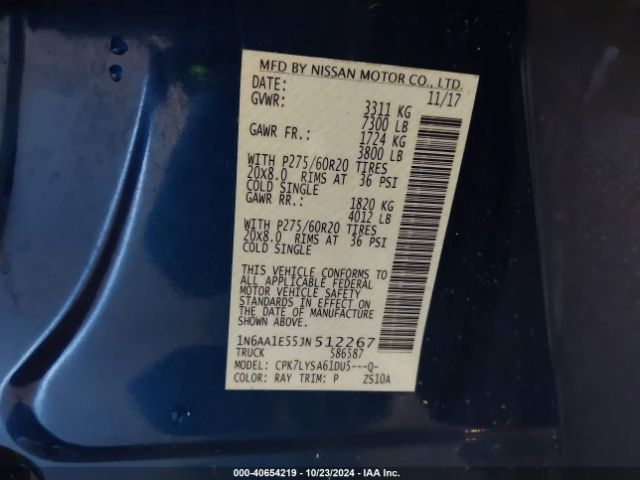 MFD BY NISSAN MOTOR CO., LTD.
DATE: 11/17
GVWR: 3311 KG
7300 LB
GAWR FR.: 1724 KG
3800 LB
WITH P275/60R20 TIRES
20x8.0 RIMS AT 36 PSI
COLD SINGLE
GAWR RR.: 1820 KG
4012 LB
WITH P275/60R20 TIRES
20x8.0 RIMS AT 36 PSI
COLD SINGLE
THIS VEHICLE CONFORMS TO
ALL APPLICABLE FEDERAL
MOTOR VEHICLE SAFETY
STANDARDS IN EFFECT ON
THE DATE OF MANUFACTURE
SHOWN ABOVE.
1N6AA1E55JN512267
TRUCK 586587
MODEL: CPK7LYSA61DU5---Q-
COLOR: RAY TRIM: P ZS10A
000-40654219 - 10/23/2024 - IAA Inc.